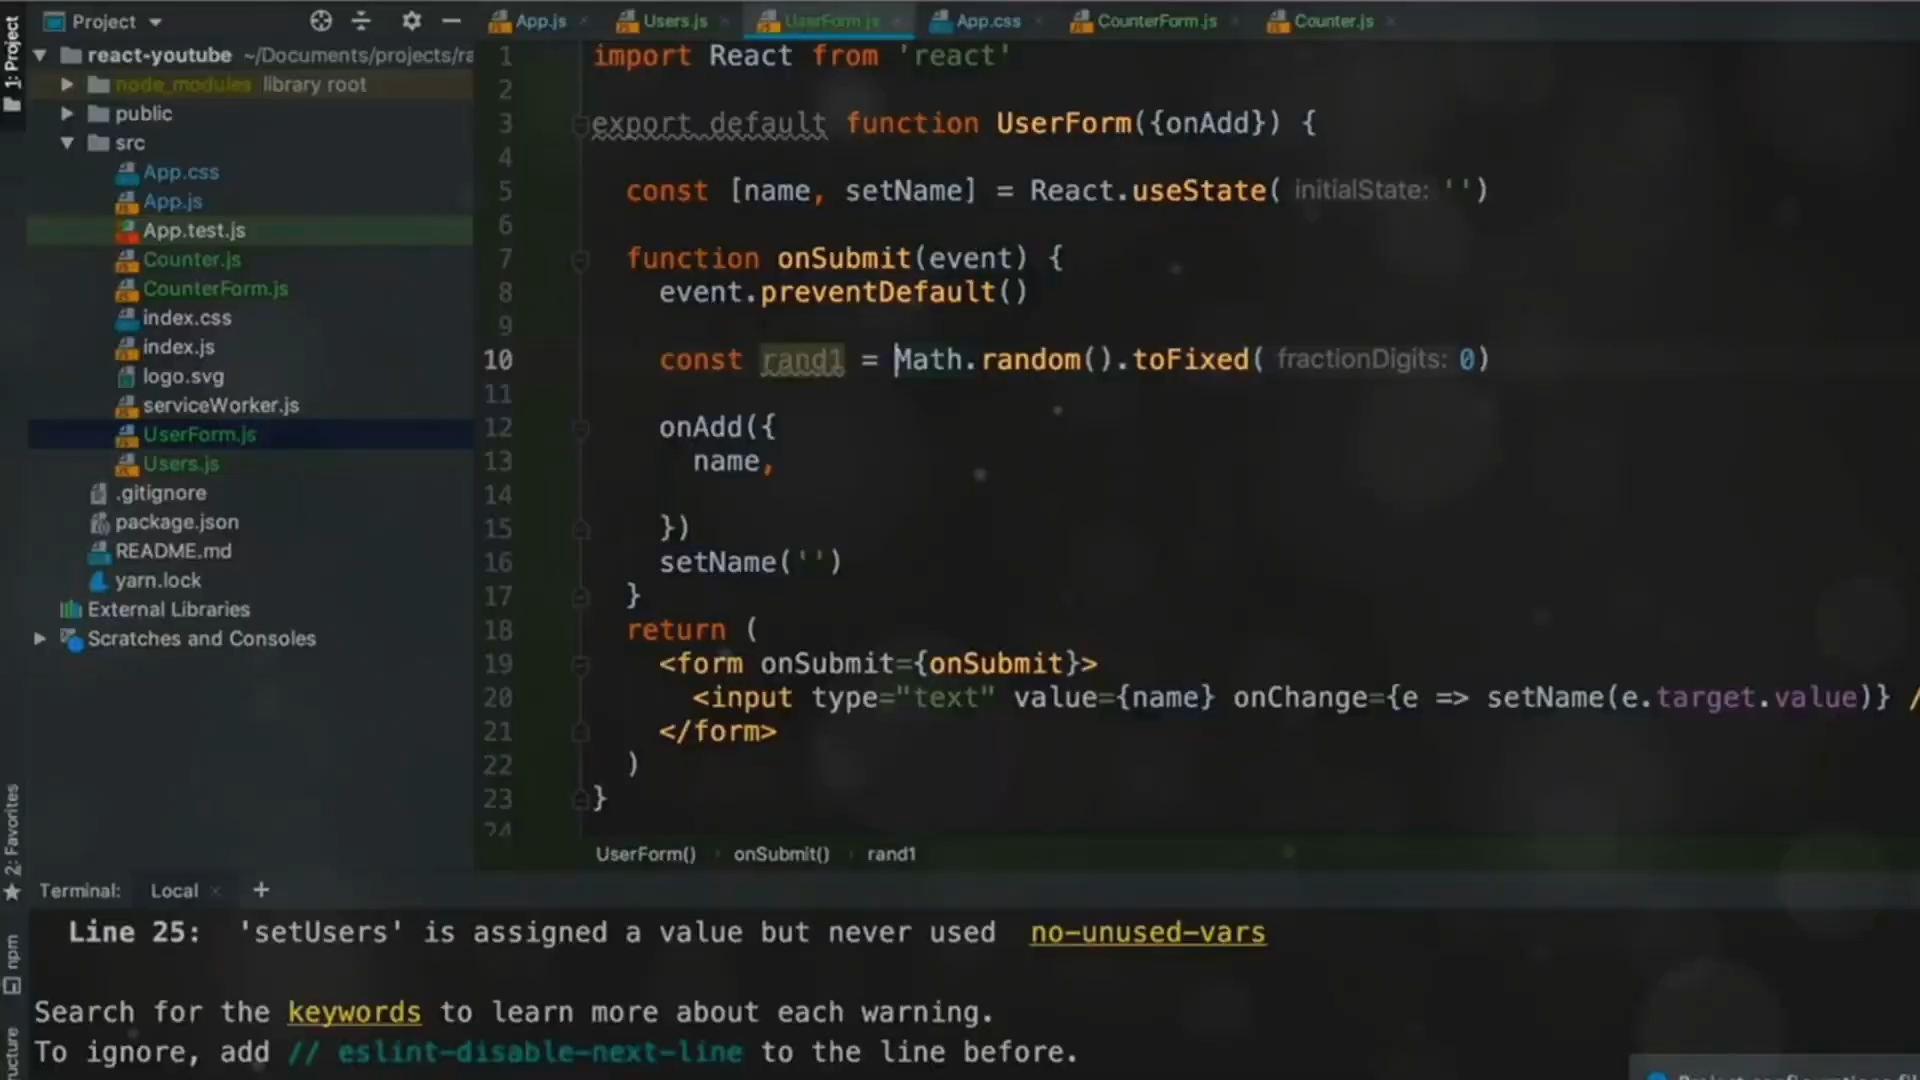 Project
App.js
Users.js
UserForm.js
App.css
CounterForm.js
Counter.js
1: Project
react-youtube ~/Documents/projects/ra
node_modules library root
public
src
App.css
App.js
App.test.js
Counter.js
CounterForm.js
index.css
index.js
logo.svg
serviceWorker.js
UserForm.js
Users.js
.gitignore
package.json
README.md
yarn.lock
External Libraries
Scratches and Consoles
1 import React from 'react'
2
3 export default function UserForm({onAdd}) {
4
5 const [name, setName] = React.useState( initialState: '')
6
7 function onSubmit(event) {
8 event.preventDefault()
9
10 const rand1 = Math.random().toFixed( fractionDigits: 0)
11
12 onAdd({
13 name,
14
15 })
16 setName('')
17 }
18 return (
19 <form onSubmit={onSubmit}>
20 <input type="text" value={name} onChange={e => setName(e.target.value)} /
21 </form>
22 )
23 }
24
UserForm() onSubmit() rand1
2: Favorites
npm
Terminal: Local +
Line 25: 'setUsers' is assigned a value but never used no-unused-vars
Search for the keywords to learn more about each warning.
To ignore, add // eslint-disable-next-line to the line before.